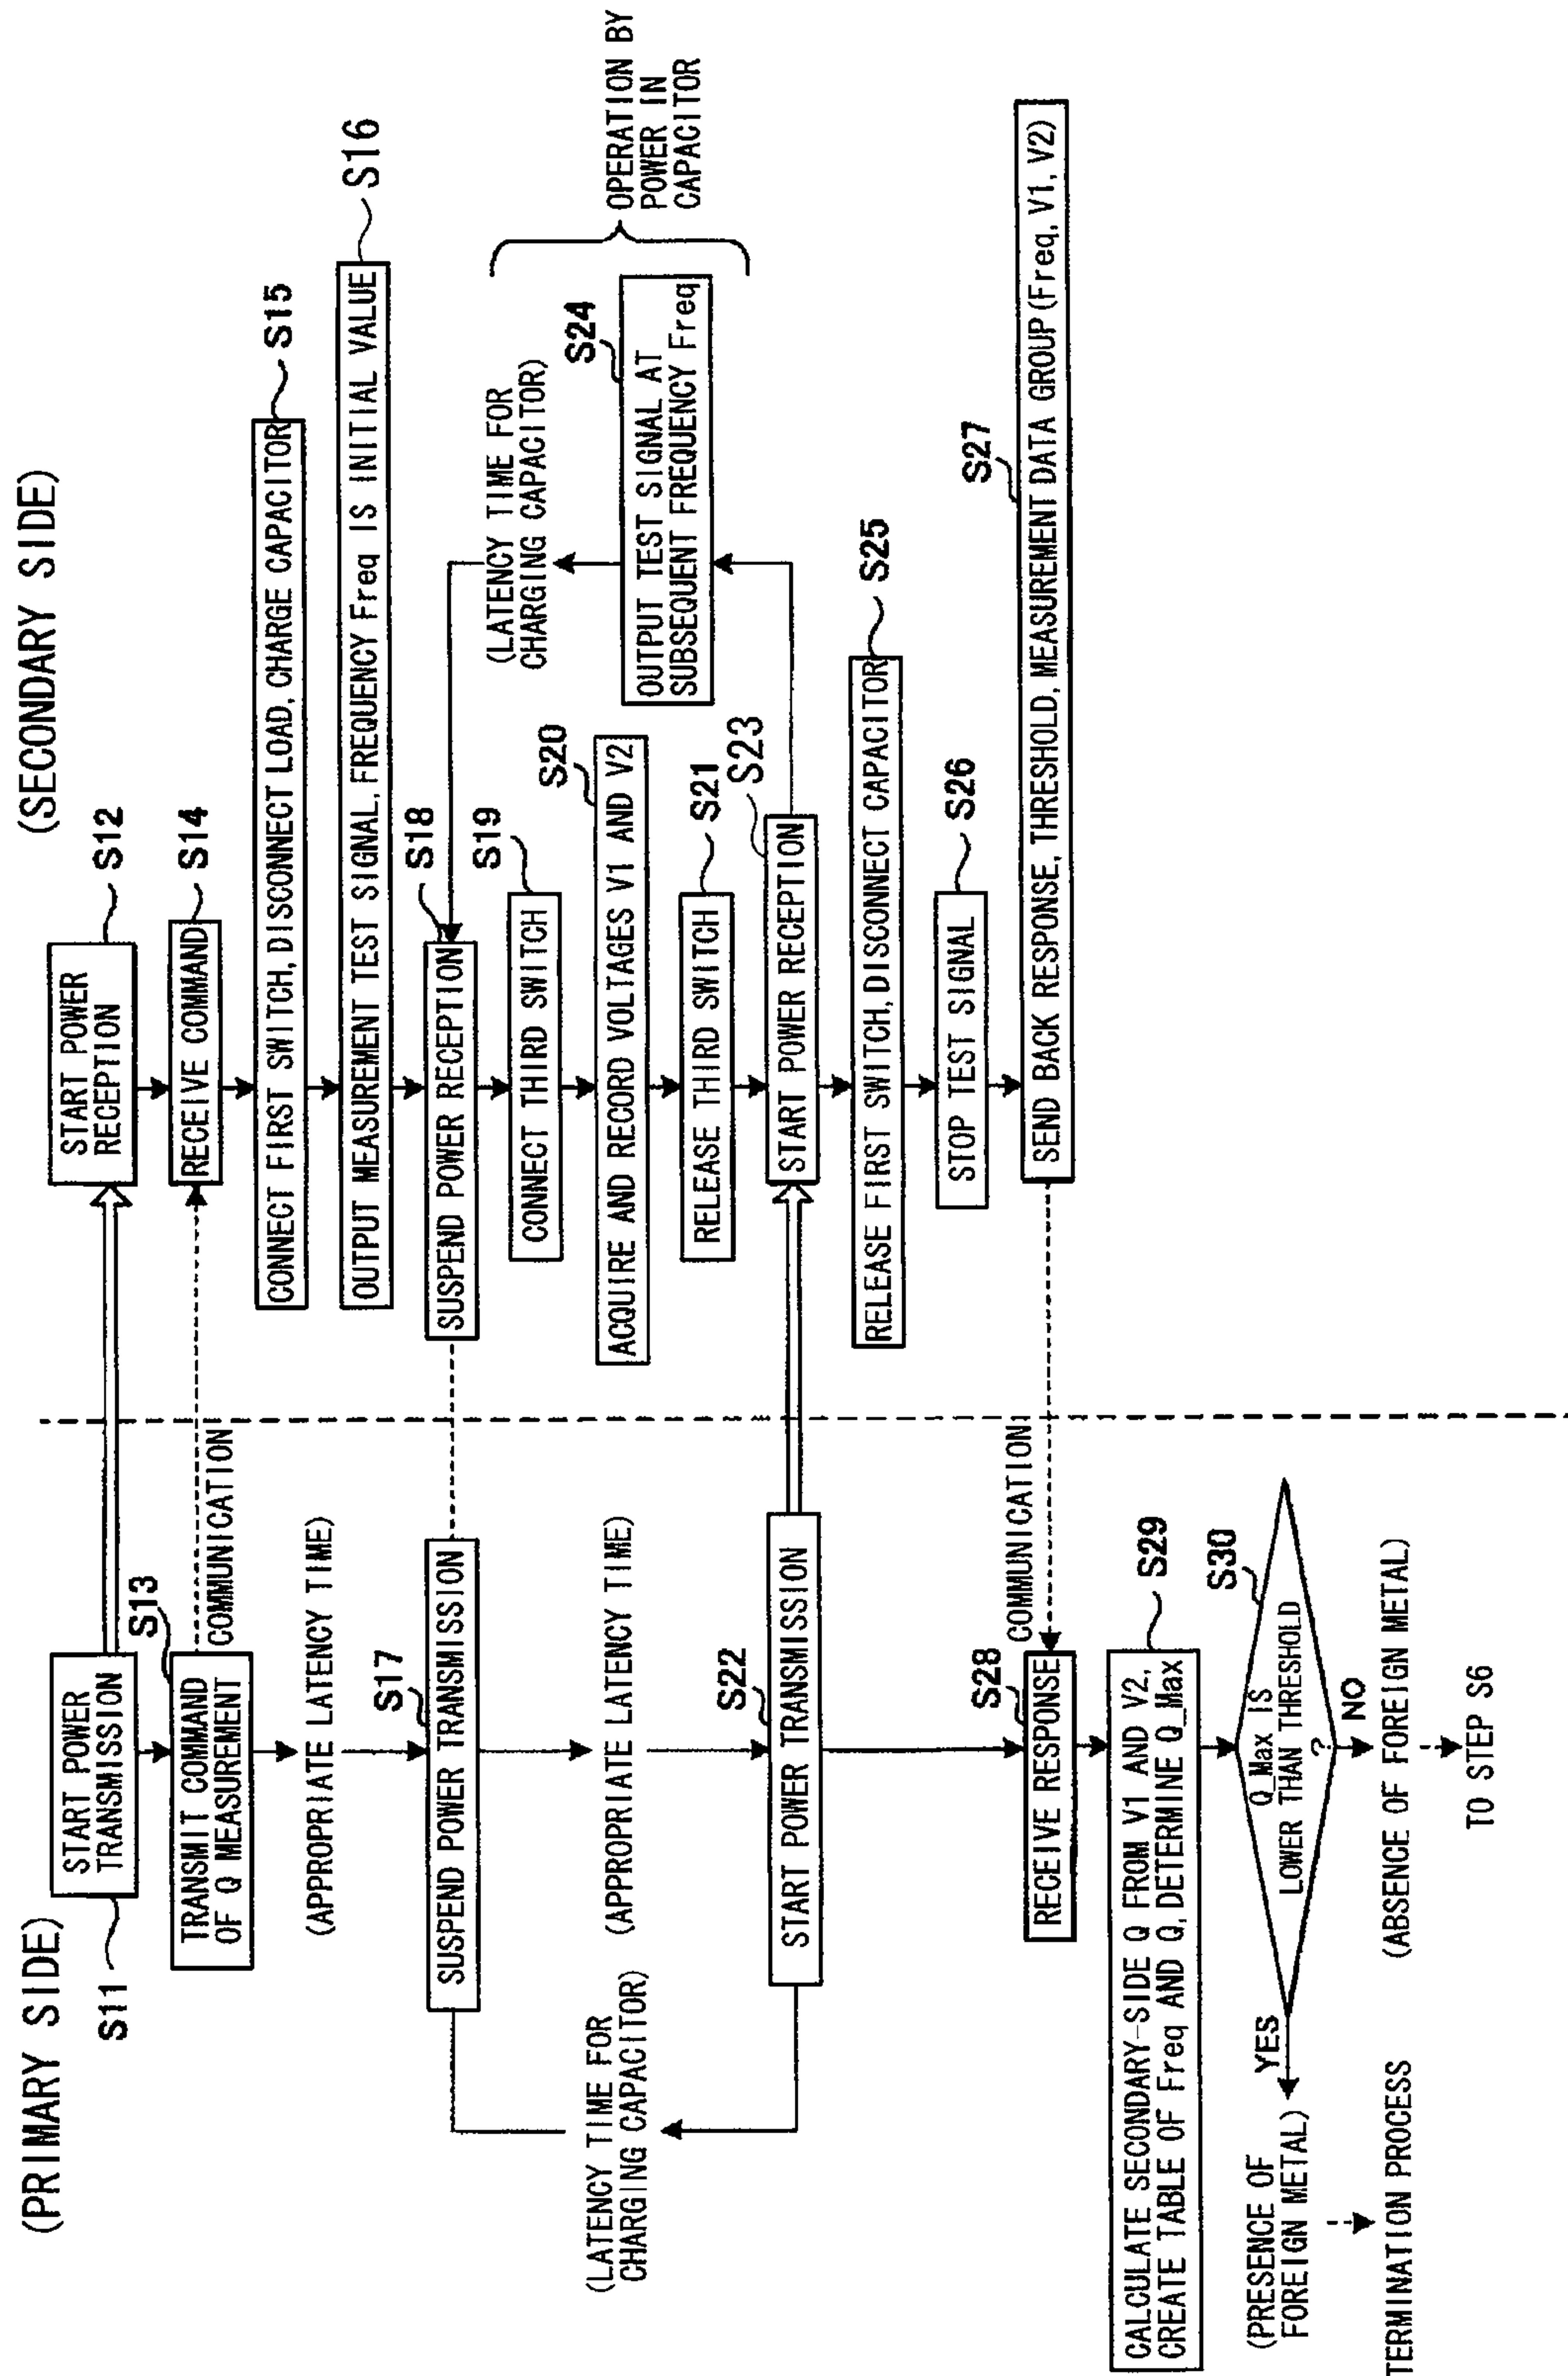 (PRIMARY SIDE)
(SECONDARY SIDE)
S11
START POWER
TRANSMISSION
START POWER
RECEPTION
S12
S13
TRANSMIT COMMAND
OF Q MEASUREMENT
COMMUNICATION
RECEIVE COMMAND
S14
(APPROPRIATE LATENCY TIME)
CONNECT FIRST SWITCH, DISCONNECT LOAD, CHARGE CAPACITOR
S15
OUTPUT MEASUREMENT TEST SIGNAL, FREQUENCY Freq IS INITIAL VALUE
S16
S17
SUSPEND POWER TRANSMISSION
SUSPEND POWER RECEPTION
S18
CONNECT THIRD SWITCH
S19
(LATENCY TIME FOR
CHARGING CAPACITOR)
(APPROPRIATE LATENCY TIME)
ACQUIRE AND RECORD VOLTAGES V1 AND V2
S20
(LATENCY TIME FOR
CHARGING CAPACITOR)
S24
OUTPUT TEST SIGNAL AT
SUBSEQUENT FREQUENCY Freq
OPERATION BY
POWER IN
CAPACITOR
RELEASE THIRD SWITCH
S21
S22
START POWER TRANSMISSION
START POWER RECEPTION
S23
RELEASE FIRST SWITCH, DISCONNECT CAPACITOR
S25
STOP TEST SIGNAL
S26
S28
RECEIVE RESPONSE
COMMUNICATION
SEND BACK RESPONSE, THRESHOLD, MEASUREMENT DATA GROUP (Freq, V1, V2)
S27
CALCULATE SECONDARY-SIDE Q FROM V1 AND V2,
CREATE TABLE OF Freq AND Q, DETERMINE Q_Max
S29
S30
Q_Max IS
LOWER THAN THRESHOLD
?
YES
NO
(PRESENCE OF
FOREIGN METAL)
(ABSENCE OF FOREIGN METAL)
TERMINATION PROCESS
TO STEP S6